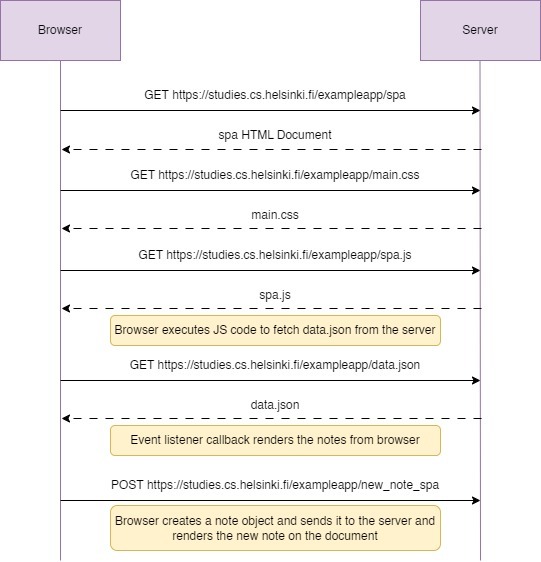 Browser
Server
GET https://studies.cs.helsinki.fi/exampleapp/spa
spa HTML Document
GET https://studies.cs.helsinki.fi/exampleapp/main.css
main.css
GET https://studies.cs.helsinki.fi/exampleapp/spa.js
spa.js
Browser executes JS code to fetch data.json from the server
GET https://studies.cs.helsinki.fi/exampleapp/data.json
data.json
Event listener callback renders the notes from browser
POST https://studies.cs.helsinki.fi/exampleapp/new_note_spa
Browser creates a note object and sends it to the server and
renders the new note on the document